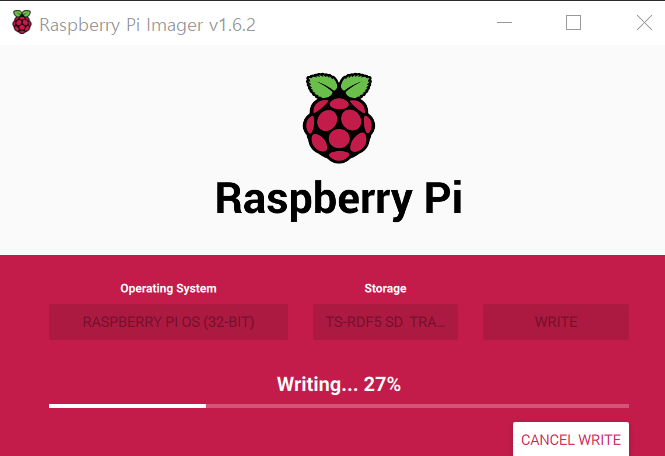 Raspberry Pi Imager v1.6.2
Raspberry Pi
Operating System
Storage
RASPBERRY PI OS (32-BIT)
TS-RDF5 SD TRA...
WRITE
Writing... 27%
CANCEL WRITE